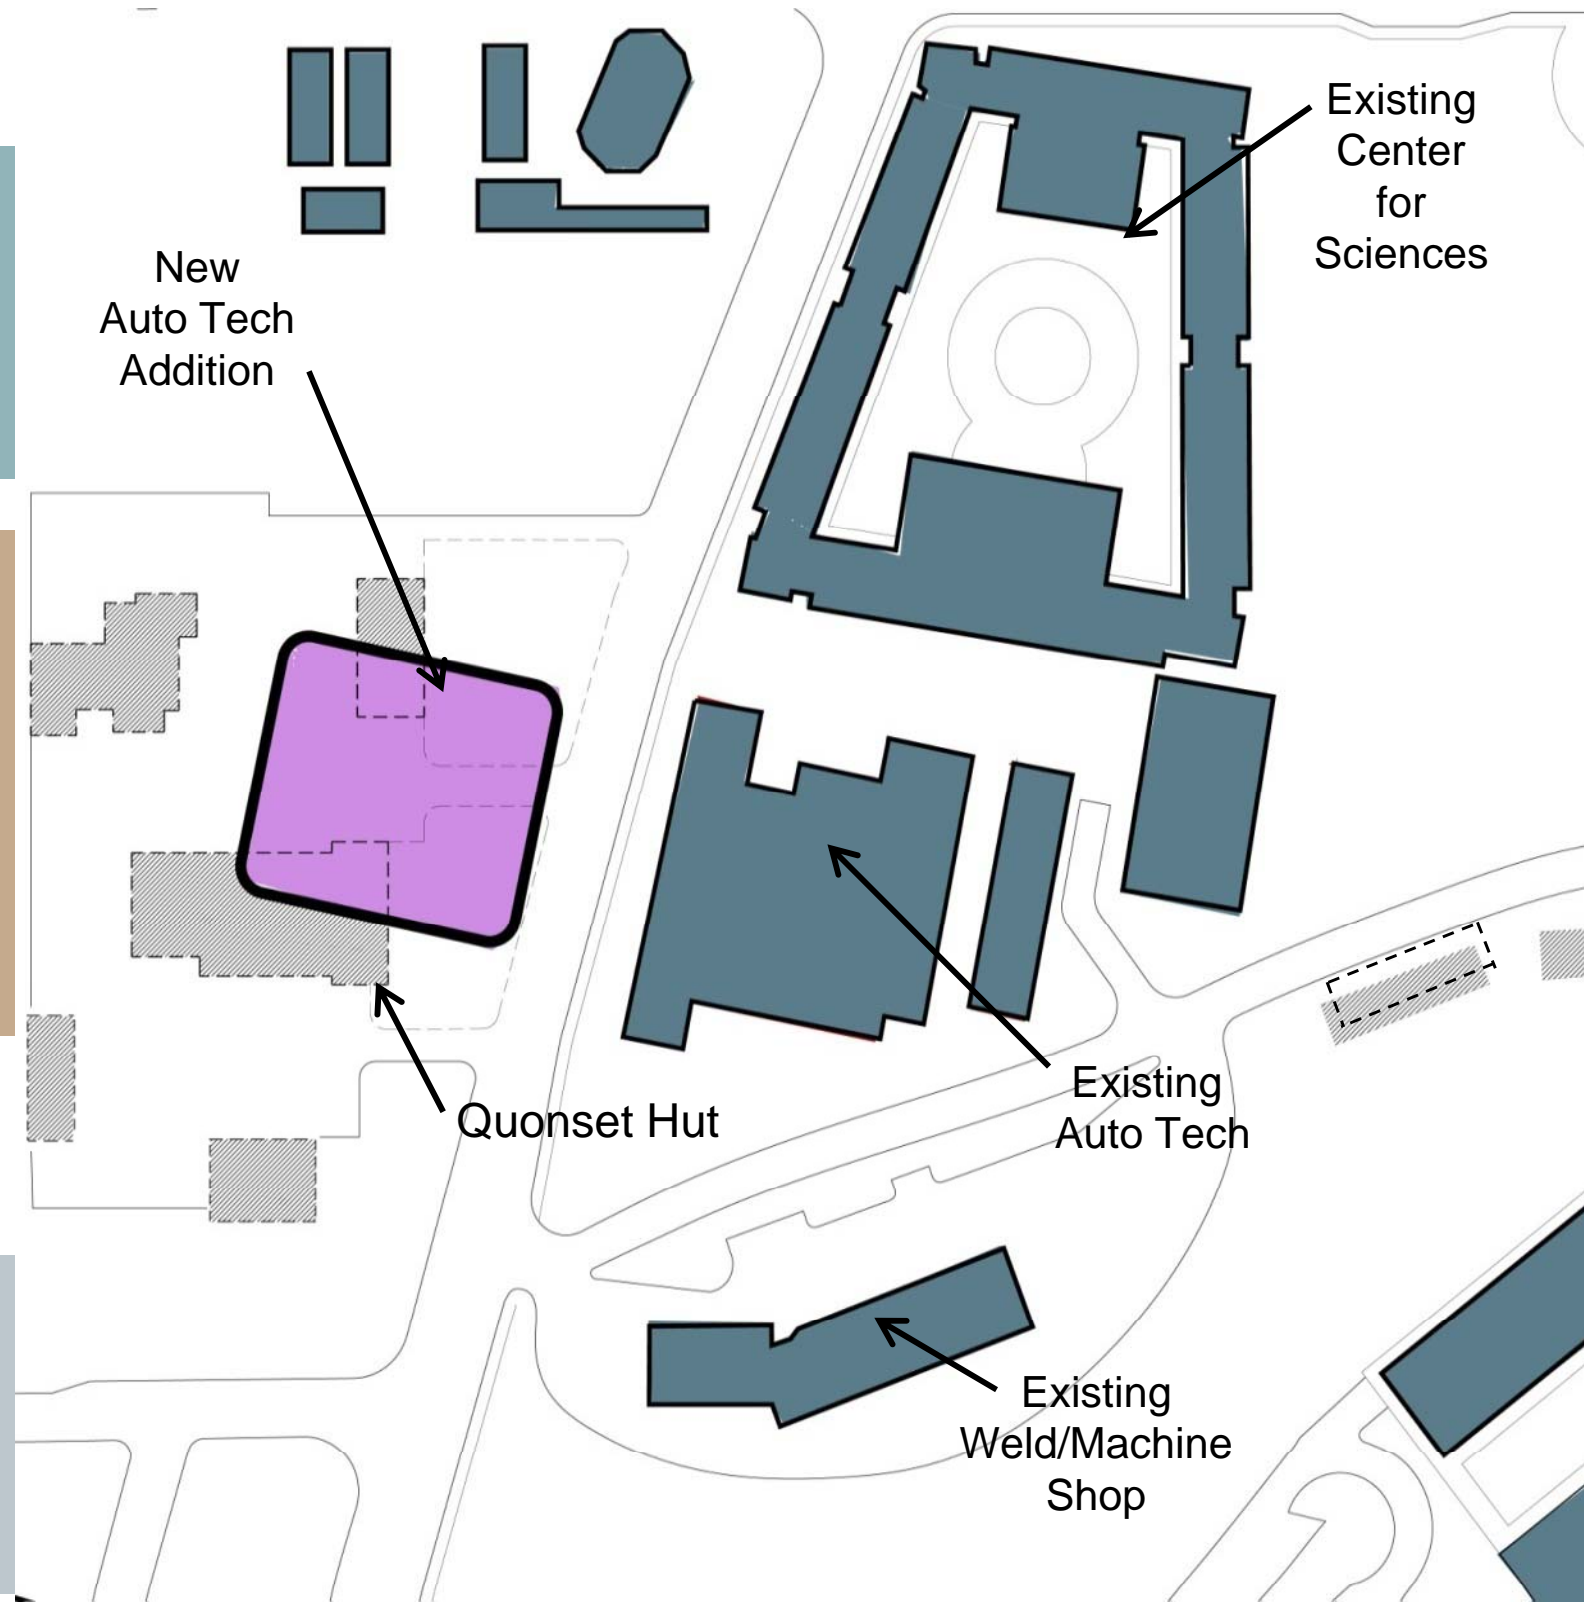 Existing
Center
for
Sciences
New
Auto Tech
Addition
Existing
Auto Tech
Quonset Hut
Existing
Weld/Machine
Shop